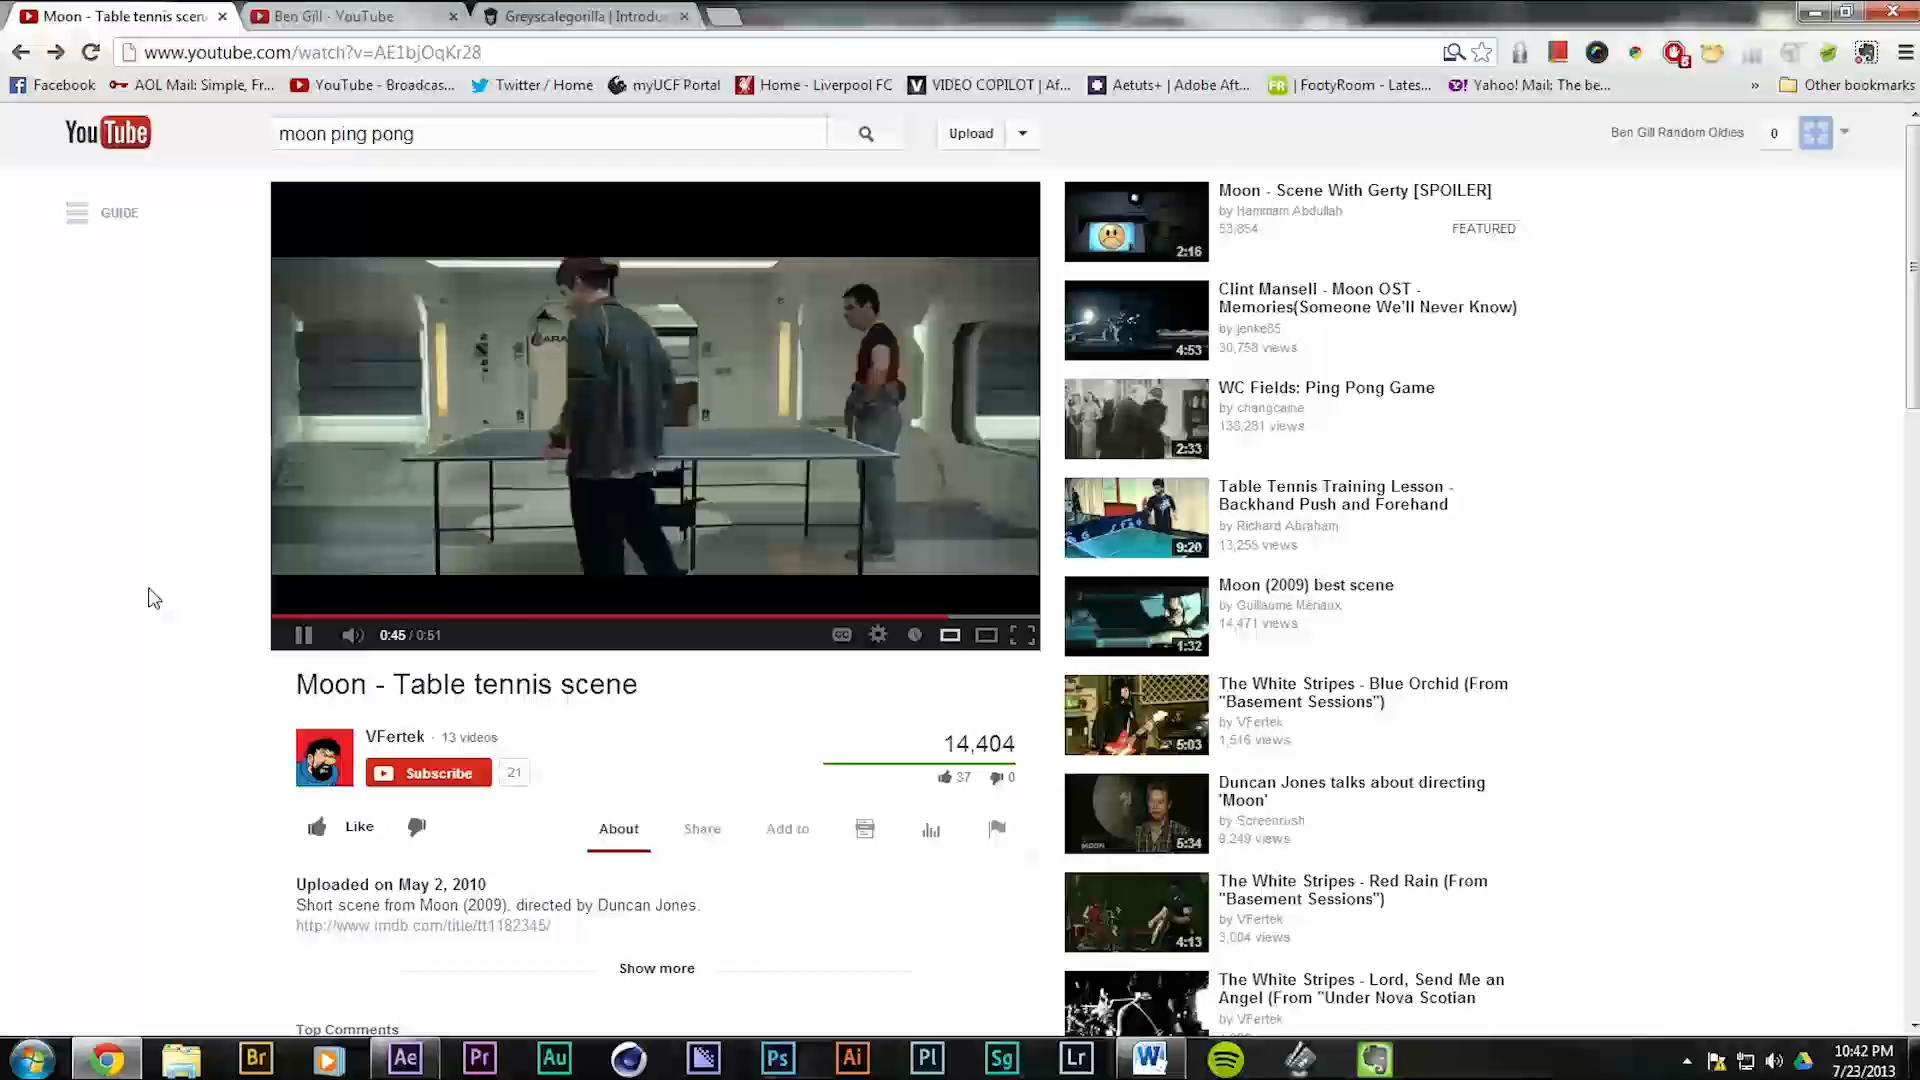 Moon - Table tennis scen
Ben Gill - YouTube
Greyscalegorilla | Introdu
www.youtube.com/watch?v=AE1bjOqKr28
5
Facebook
AOL Mail: Simple, Fr...
YouTube - Broadcas...
Twitter / Home
myUCF Portal
Home - Liverpool FC
VIDEO COPILOT | Af...
Aetuts+ | Adobe Aft...
FR | FootyRoom - Lates...
Yahoo! Mail: The be...
»
Other bookmarks
YouTube
moon ping pong
Upload
Ben Gill Random Oldies
0
GUIDE
0:45 / 0:51
CC
Moon - Table tennis scene
VFertek · 13 videos
Subscribe
21
14,404
37
0
Like
About
Share
Add to
Uploaded on May 2, 2010
Short scene from Moon (2009), directed by Duncan Jones.
http://www.imdb.com/title/tt1182345/
Show more
Top Comments
Moon - Scene With Gerty [SPOILER]
by Hammam Abdullah
53,854
FEATURED
2:16
Clint Mansell - Moon OST -
Memories(Someone We'll Never Know)
by jenke85
30,758 views
4:53
WC Fields: Ping Pong Game
by changcame
138,281 views
2:33
Table Tennis Training Lesson -
Backhand Push and Forehand
by Richard Abraham
13,256 views
9:20
Moon (2009) best scene
by Guillaume Meriaux
14,471 views
1:32
The White Stripes - Blue Orchid (From
"Basement Sessions")
by VFertek
1,516 views
5:03
Duncan Jones talks about directing
'Moon'
by Screenrush
9,249 views
MOON
5:34
The White Stripes - Red Rain (From
"Basement Sessions")
by VFertek
3,004 views
4:13
The White Stripes - Lord, Send Me an
Angel (From "Under Nova Scotian
by VFertek
Br
Ae
Pr
Au
Ps
Ai
Pl
Sg
Lr
W
10:42 PM
7/23/2013